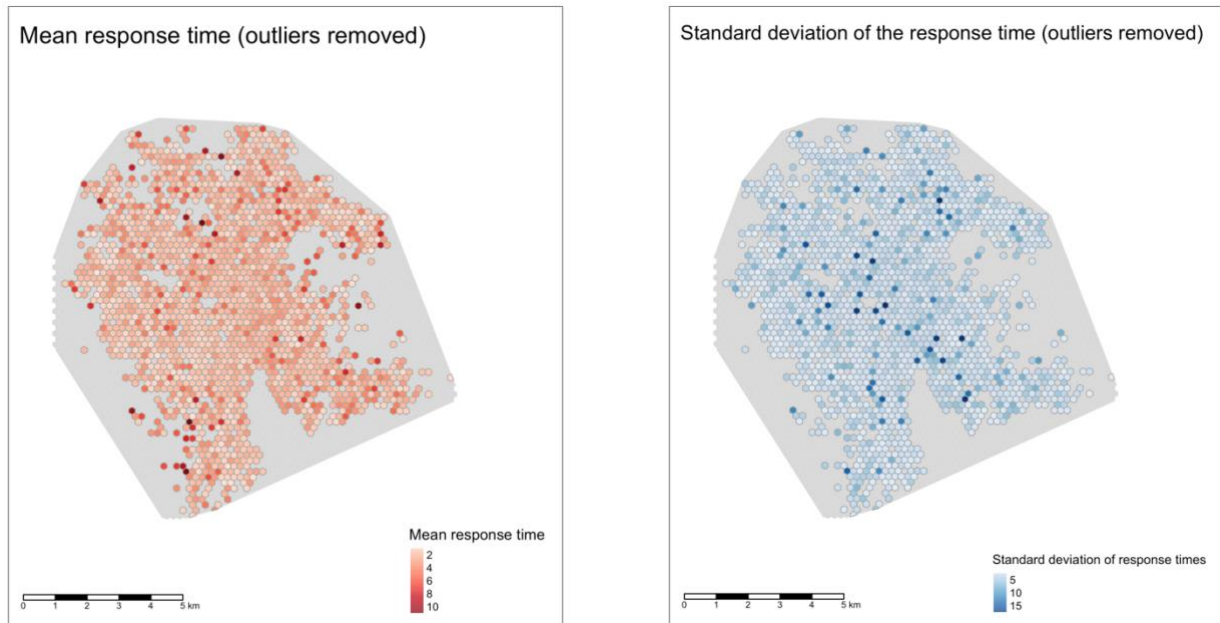 Mean response time (outliers removed)
Mean response time
2
4
6
8
10
0 1 2 3 4 5 km
Standard deviation of the response time (outliers removed)
Standard deviation of response times
5
10
15
0 1 2 3 4 5 km